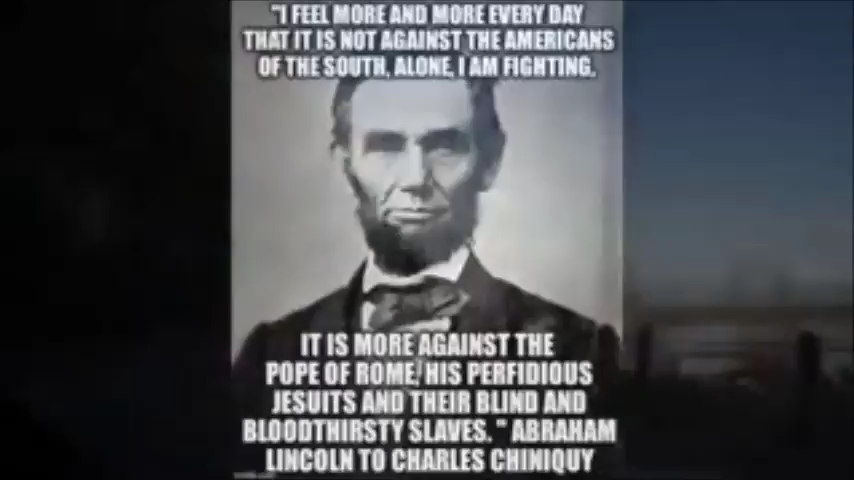 "I FEEL MORE AND MORE EVERY DAY
THAT IT IS NOT AGAINST THE AMERICANS
OF THE SOUTH, ALONE, I AM FIGHTING.
IT IS MORE AGAINST THE
POPE OF ROME, HIS PERFIDIOUS
JESUITS AND THEIR BLIND AND
BLOODTHIRSTY SLAVES." ABRAHAM
LINCOLN TO CHARLES CHINIQUY